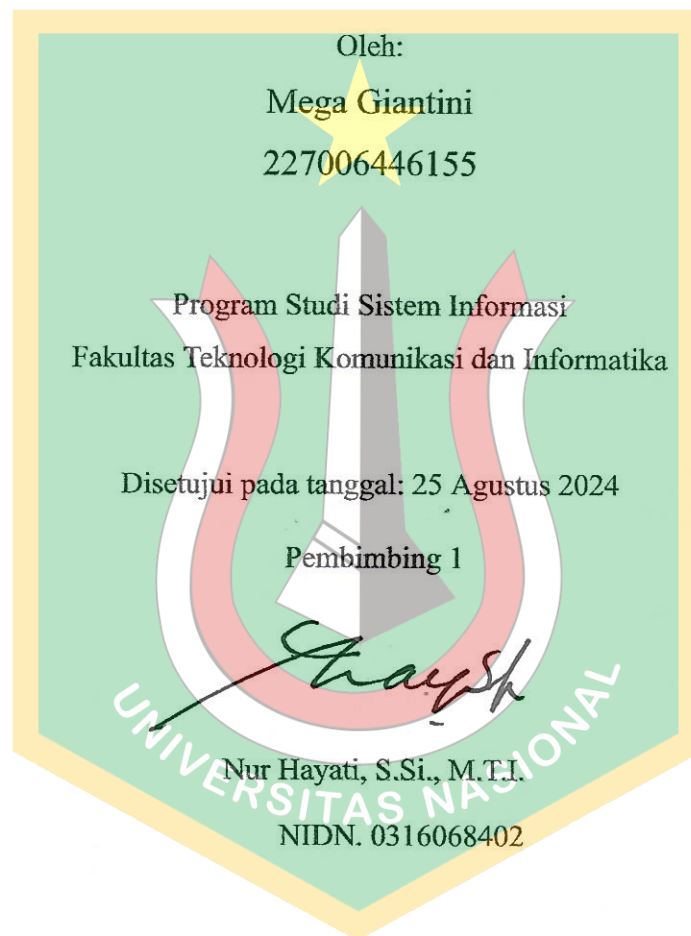 Oleh:
Mega Giantini
227006446155
Program Studi Sistem Informasi
Fakultas Teknologi Komunikasi dan Informatika
Disetujui pada tanggal: 25 Agustus 2024
Pembimbing 1
Nur Hayati, S.Si., M.T.I.
NIDN. 0316068402
UNIVERSITAS NASIONAL